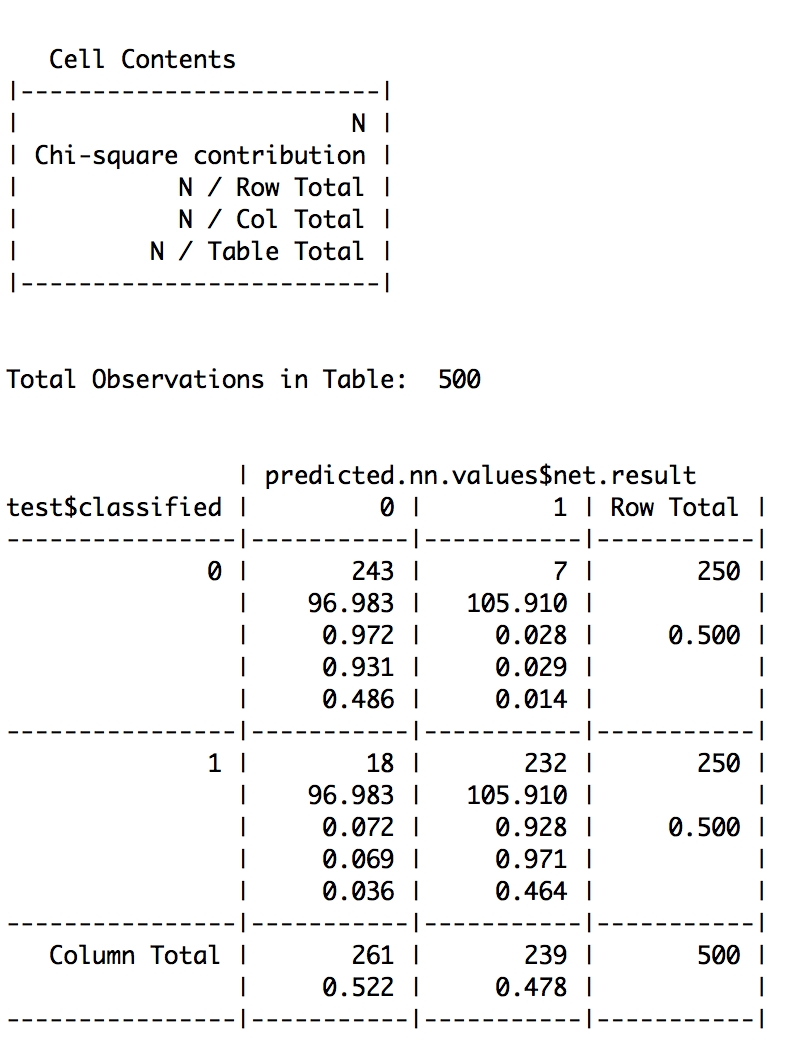 Cell Contents
|-------------------------|
|                       N |
| Chi-square contribution |
|           N / Row Total |
|           N / Col Total |
|         N / Table Total |
|-------------------------|
Total Observations in Table:  500
                | predicted.nn.values$net.result
test$classified |         0 |         1 | Row Total |
----------------|-----------|-----------|-----------|
              0 |       243 |         7 |       250 |
                |    96.983 |   105.910 |           |
                |     0.972 |     0.028 |     0.500 |
                |     0.931 |     0.029 |           |
                |     0.486 |     0.014 |           |
----------------|-----------|-----------|-----------|
              1 |        18 |       232 |       250 |
                |    96.983 |   105.910 |           |
                |     0.072 |     0.928 |     0.500 |
                |     0.069 |     0.971 |           |
                |     0.036 |     0.464 |           |
----------------|-----------|-----------|-----------|
   Column Total |       261 |       239 |       500 |
                |     0.522 |     0.478 |           |
----------------|-----------|-----------|-----------|